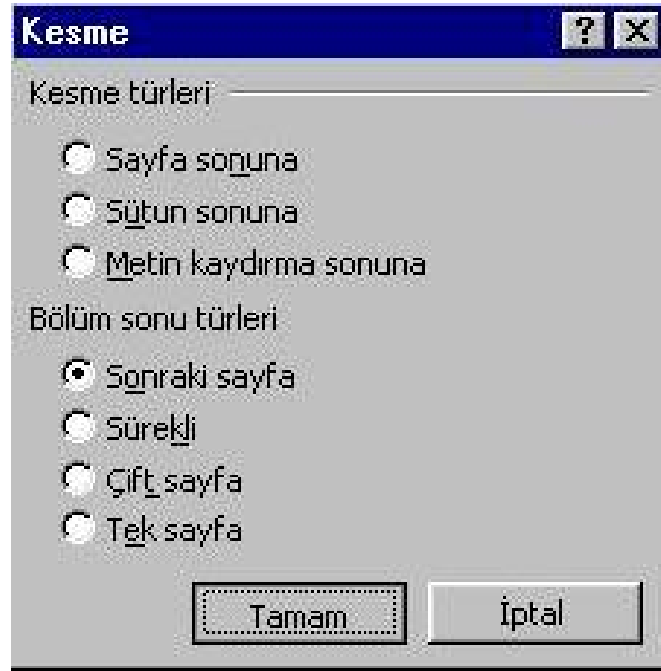 Kesme
Kesme türleri
Sayfa sonuna
Sütun sonuna
Metin kaydırma sonuna
Bölüm sonu türleri
Sonraki sayfa
Sürekli
Çift sayfa
Tek sayfa
Tamam İptal